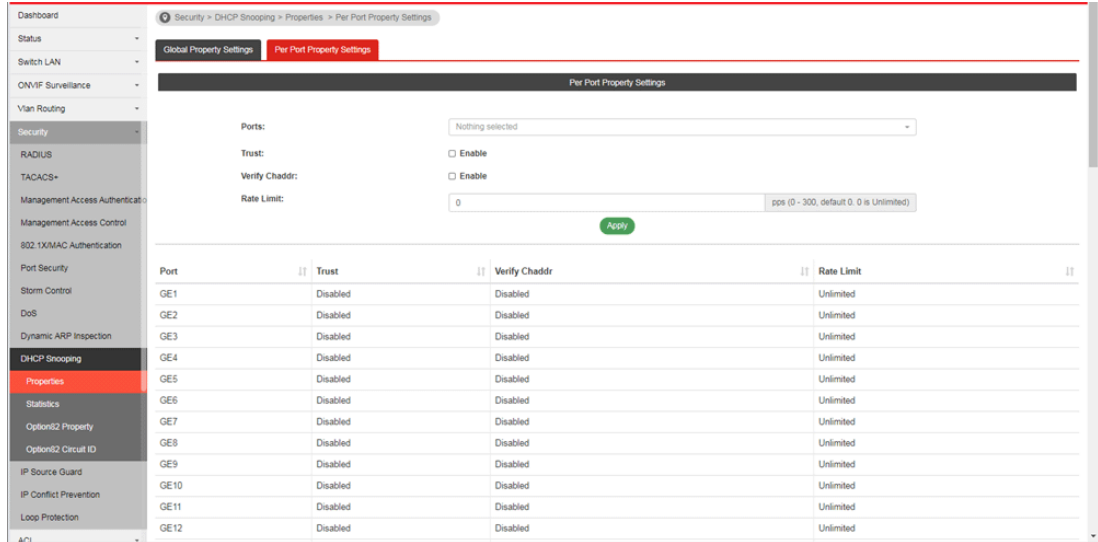 Dashboard
Status
Switch LAN
ONVIF Surveillance
Vlan Routing
Security
RADIUS
TACACS+
Management Access Authenticatio
Management Access Control
802.1X/MAC Authentication
Port Security
Storm Control
DoS
Dynamic ARP Inspection
DHCP Snooping
Properties
Statistics
Option82 Property
Option82 Circuit ID
IP Source Guard
IP Conflict Prevention
Loop Protection
ACL
Security > DHCP Snooping > Properties > Per Port Property Settings
Global Property Settings Per Port Property Settings
Per Port Property Settings
Ports: Nothing selected
Trust: Enable
Verify Chaddr: Enable
Rate Limit: 0 pps (0 - 300, default 0. 0 is Unlimited)
Apply
Port Trust Verify Chaddr Rate Limit
GE1 Disabled Disabled Unlimited
GE2 Disabled Disabled Unlimited
GE3 Disabled Disabled Unlimited
GE4 Disabled Disabled Unlimited
GE5 Disabled Disabled Unlimited
GE6 Disabled Disabled Unlimited
GE7 Disabled Disabled Unlimited
GE8 Disabled Disabled Unlimited
GE9 Disabled Disabled Unlimited
GE10 Disabled Disabled Unlimited
GE11 Disabled Disabled Unlimited
GE12 Disabled Disabled Unlimited